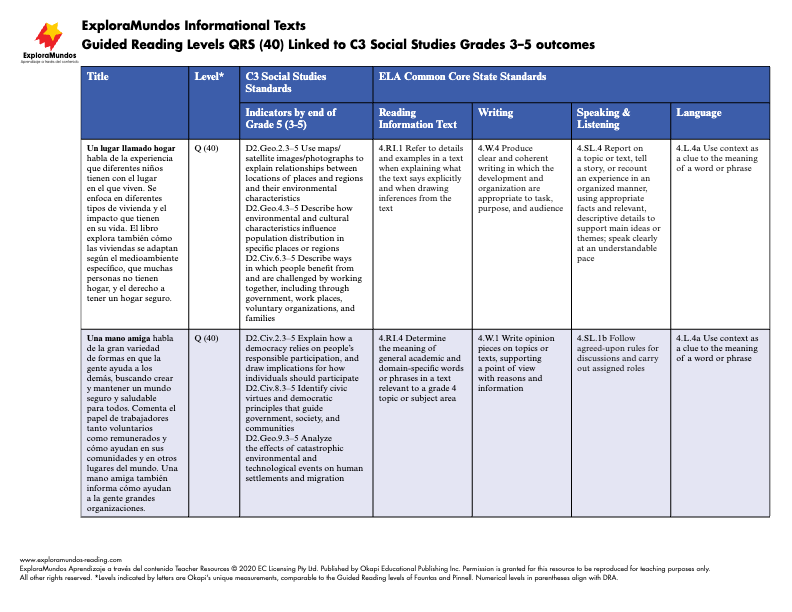 ExploraMundos Informational Texts
Guided Reading Levels QRS (40) Linked to C3 Social Studies Grades 3–5 outcomes
ExploraMundos
Aprendizaje a través del contenido
Title
Level*
C3 Social Studies
Standards
ELA Common Core State Standards
Indicators by end of
Grade 5 (3-5)
Reading
Information Text
Writing
Speaking &
Listening
Language
Un lugar llamado hogar
habla de la experiencia
que diferentes niños
tienen con el lugar
en el que viven. Se
enfoca en diferentes
tipos de vivienda y el
impacto que tienen
en su vida. El libro
explora también cómo
las viviendas se adaptan
según el medioambiente
específico, que muchas
personas no tienen
hogar, y el derecho a
tener un hogar seguro.
Q (40)
D2.Geo.2.3–5 Use maps/
satellite images/photographs to
explain relationships between
locations of places and regions
and their environmental
characteristics
D2.Geo.4.3–5 Describe how
environmental and cultural
characteristics influence
population distribution in
specific places or regions
D2.Civ.6.3–5 Describe ways
in which people benefit from
and are challenged by working
together, including through
government, work places,
voluntary organizations, and
families
4.RI.1 Refer to details
and examples in a text
when explaining what
the text says explicitly
and when drawing
inferences from the
text
4.W.4 Produce
clear and coherent
writing in which the
development and
organization are
appropriate to task,
purpose, and audience
4.SL.4 Report on
a topic or text, tell
a story, or recount
an experience in an
organized manner,
using appropriate
facts and relevant,
descriptive details to
support main ideas or
themes; speak clearly
at an understandable
pace
4.L.4a Use context as
a clue to the meaning
of a word or phrase
Una mano amiga habla
de la gran variedad
de formas en que la
gente ayuda a los
demás, buscando crear
y mantener un mundo
seguro y saludable
para todos. Comenta el
papel de trabajadores
tanto voluntarios
como remunerados y
cómo ayudan en sus
comunidades y en otros
lugares del mundo. Una
mano amiga también
informa cómo ayudan
a la gente grandes
organizaciones.
Q (40)
D2.Civ.2.3–5 Explain how a
democracy relies on people's
responsible participation, and
draw implications for how
individuals should participate
D2.Civ.8.3–5 Identify civic
virtues and democratic
principles that guide
government, society, and
communities
D2.Geo.9.3–5 Analyze
the effects of catastrophic
environmental and
technological events on human
settlements and migration
4.RI.4 Determine
the meaning of
general academic and
domain-specific words
or phrases in a text
relevant to a grade 4
topic or subject area
4.W.1 Write opinion
pieces on topics or
texts, supporting
a point of view
with reasons and
information
4.SL.1b Follow
agreed-upon rules for
discussions and carry
out assigned roles
4.L.4a Use context as
a clue to the meaning
of a word or phrase
www.exploramundos-reading.com
ExploraMundos Aprendizaje a través del contenido Teacher Resources © 2020 EC Licensing Pty Ltd. Published by Okapi Educational Publishing Inc. Permission is granted for this resource to be reproduced for teaching purposes only.
All other rights reserved. *Levels indicated by letters are Okapi's unique measurements, comparable to the Guided Reading levels of Fountas and Pinnell. Numerical levels in parentheses align with DRA.